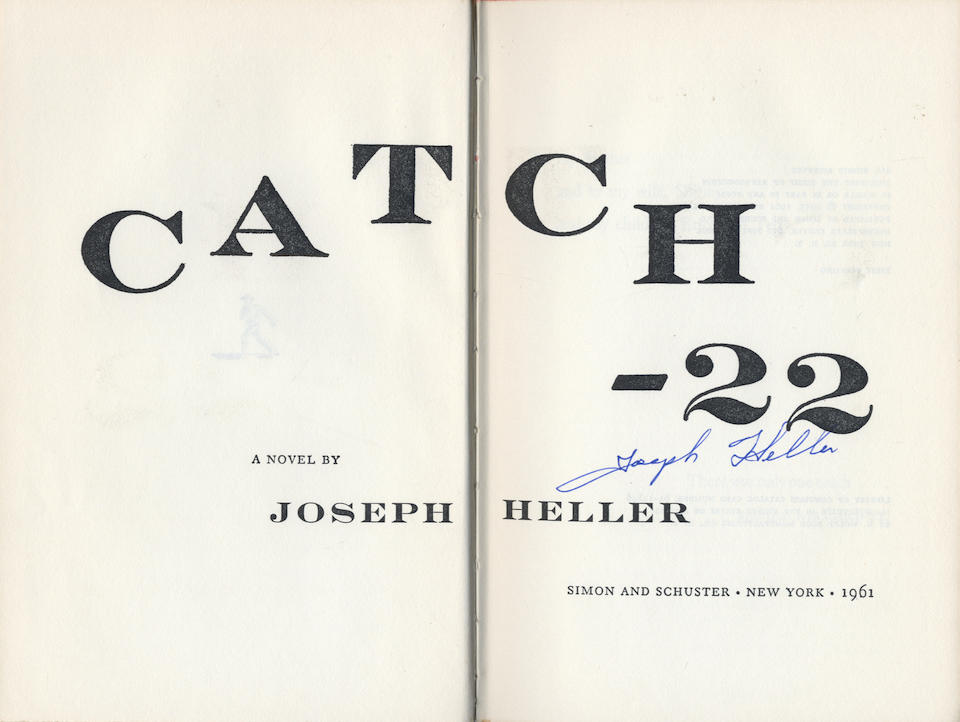 CATCH
-22
Joseph Heller
A NOVEL BY
JOSEPH HELLER
SIMON AND SCHUSTER • NEW YORK • 1961